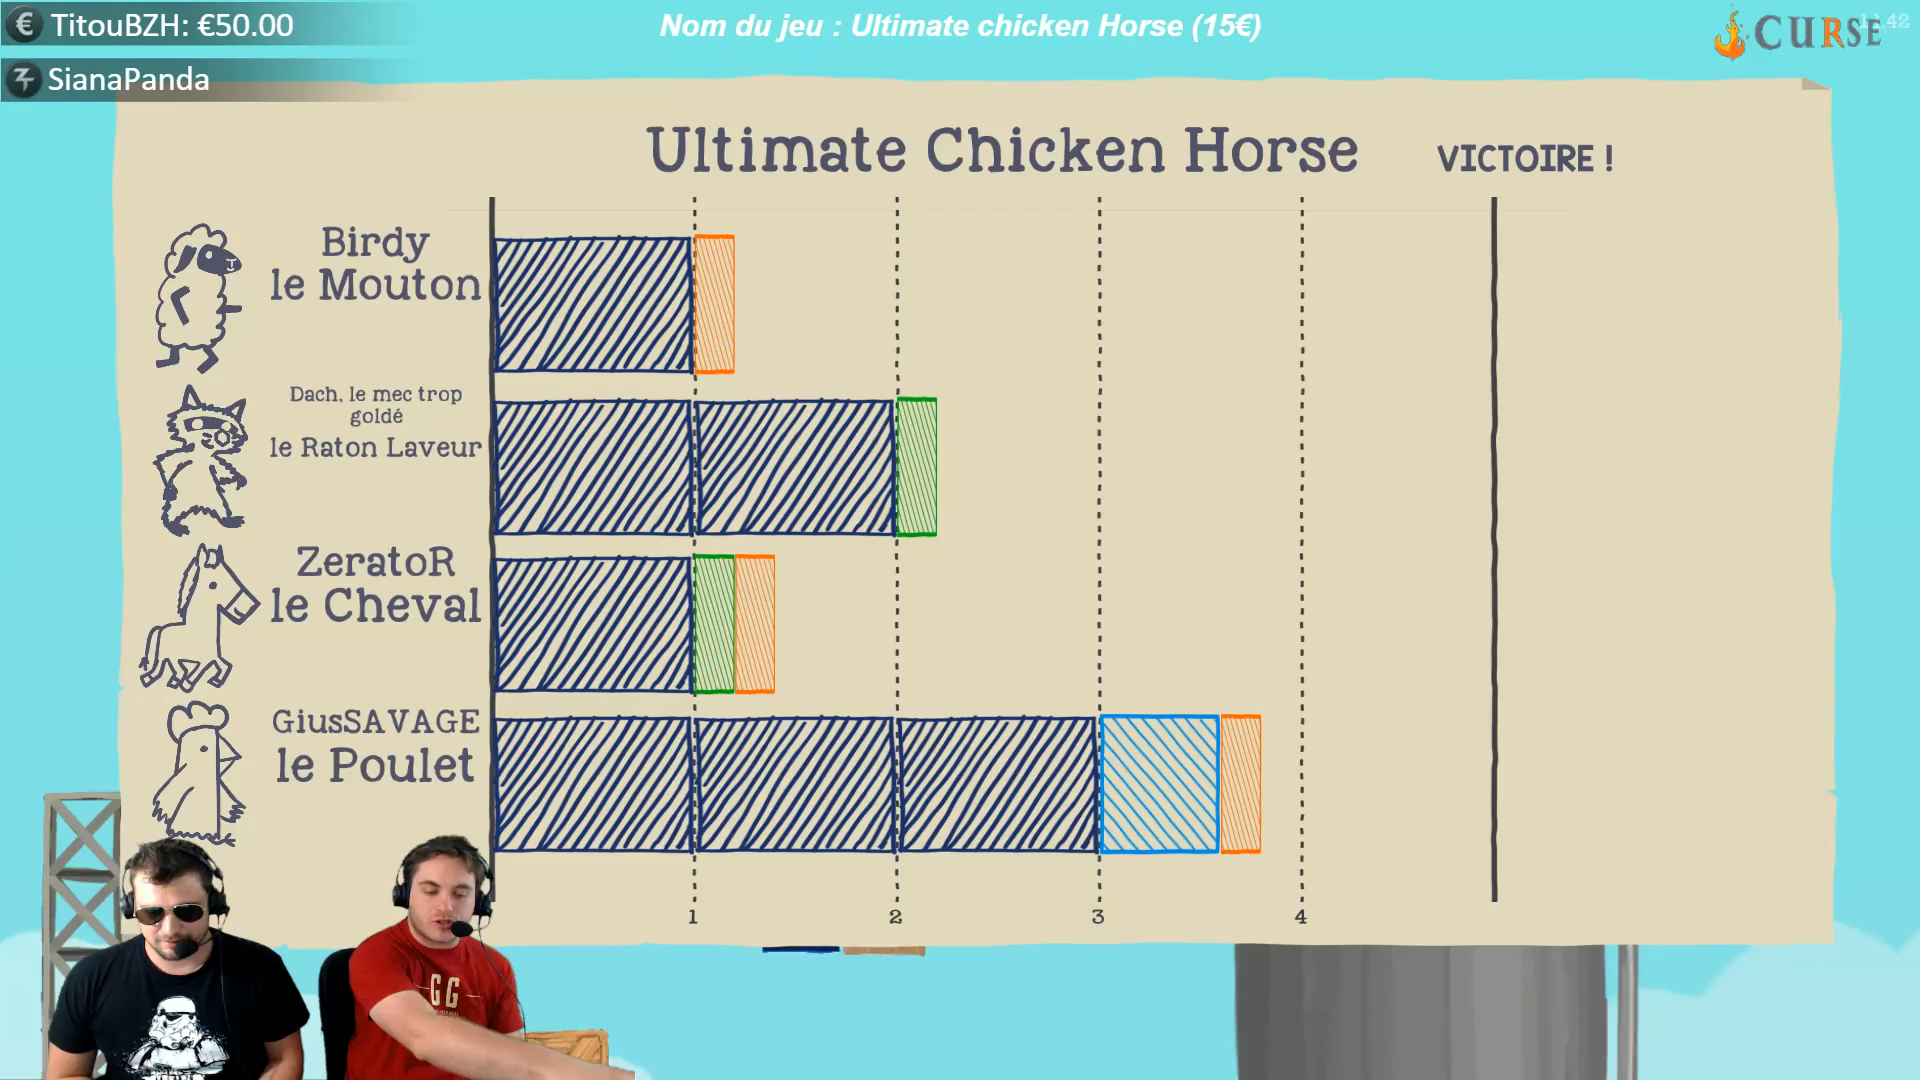 TitouBZH: €50.00
Nom du jeu : Ultimate chicken Horse (15€)
CURSE
SianaPanda
Ultimate Chicken Horse
VICTOIRE !
Birdy
le Mouton
Dach, le mec trop
goldé
le Raton Laveur
ZeratoR
le Cheval
GiusSAVAGE
le Poulet
1
2
3
4
GG